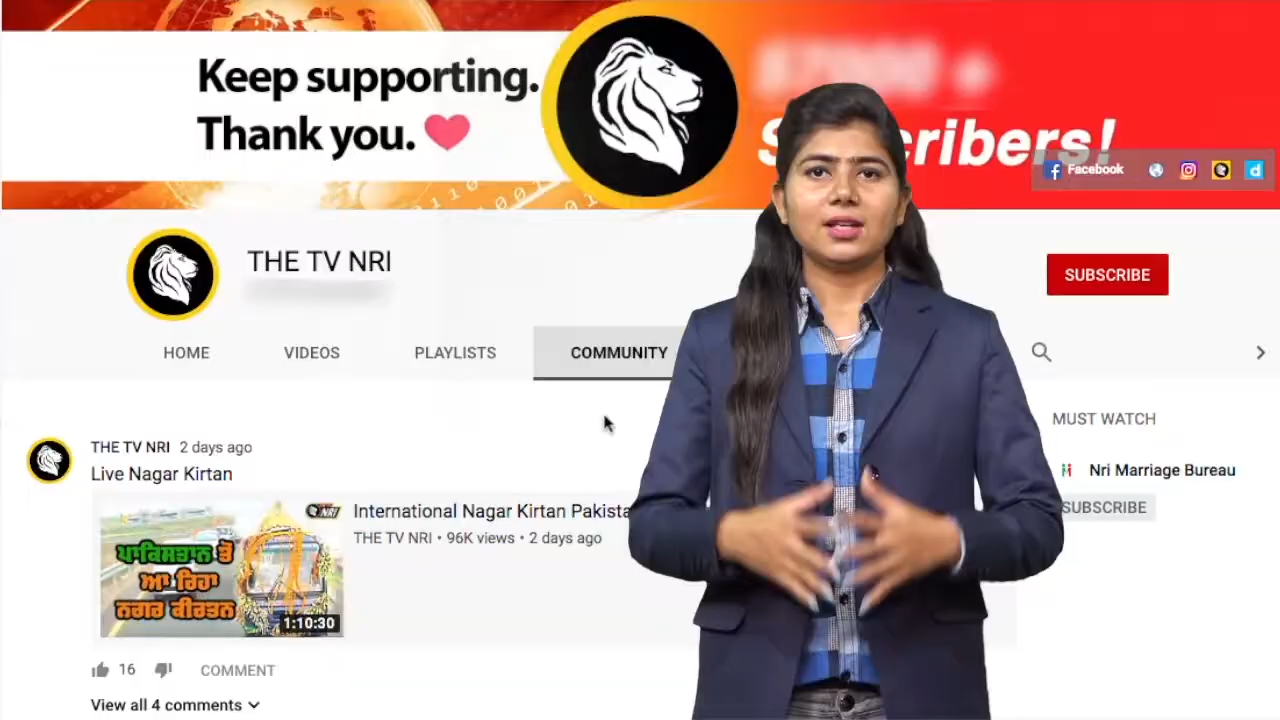 Keep supporting.
Thank you.
Facebook
THE TV NRI
SUBSCRIBE
HOME
VIDEOS
PLAYLISTS
COMMUNITY
MUST WATCH
Nri Marriage Bureau
SUBSCRIBE
THE TV NRI 2 days ago
Live Nagar Kirtan
International Nagar Kirtan Pakista
THE TV NRI • 96K views • 2 days ago
ਪਾਕਿਸਤਾਨ ਤੋਂ
ਆ ਰਿਹਾ
ਨਗਰ ਕੀਰਤਨ
1:10:30
16
COMMENT
View all 4 comments